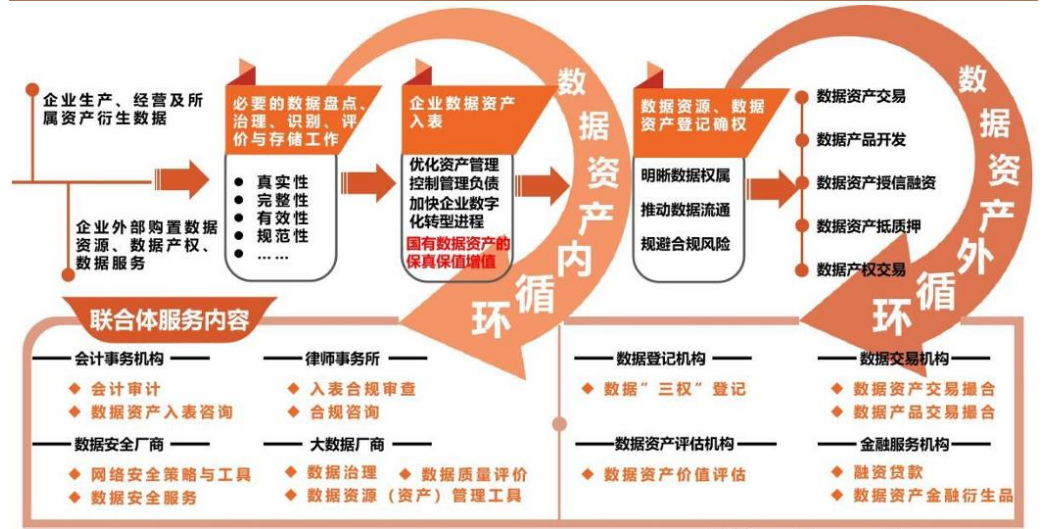 企业生产、经营及所
属资产衍生数据
企业外部购置数据
资源、数据产权、
数据服务
必要的数据盘点、
治理、识别、评
价与存储工作
真实性
完整性
有效性
规范性
……
企业数据资产
入表
优化资产管理
控制管理负债
加快企业数字
化转型进程
国有数据资产的
保真保值增值
数据资产内循环
数据资源、数据
资产登记确权
明晰数据权属
推动数据流通
规避合规风险
数据资产交易
数据产品开发
数据资产授信融资
数据资产抵质押
数据产权交易
数据资产外循环
联合体服务内容
会计事务机构
会计审计
数据资产入表咨询
律师事务所
入表合规审查
合规咨询
数据登记机构
数据”三权”登记
数据交易机构
数据资产交易撮合
数据产品交易撮合
数据安全厂商
网络安全策略与工具
数据安全服务
大数据厂商
数据治理
数据质量评价
数据资源（资产）管理工具
数据资产评估机构
数据资产价值评估
金融服务机构
融资贷款
数据资产金融衍生品